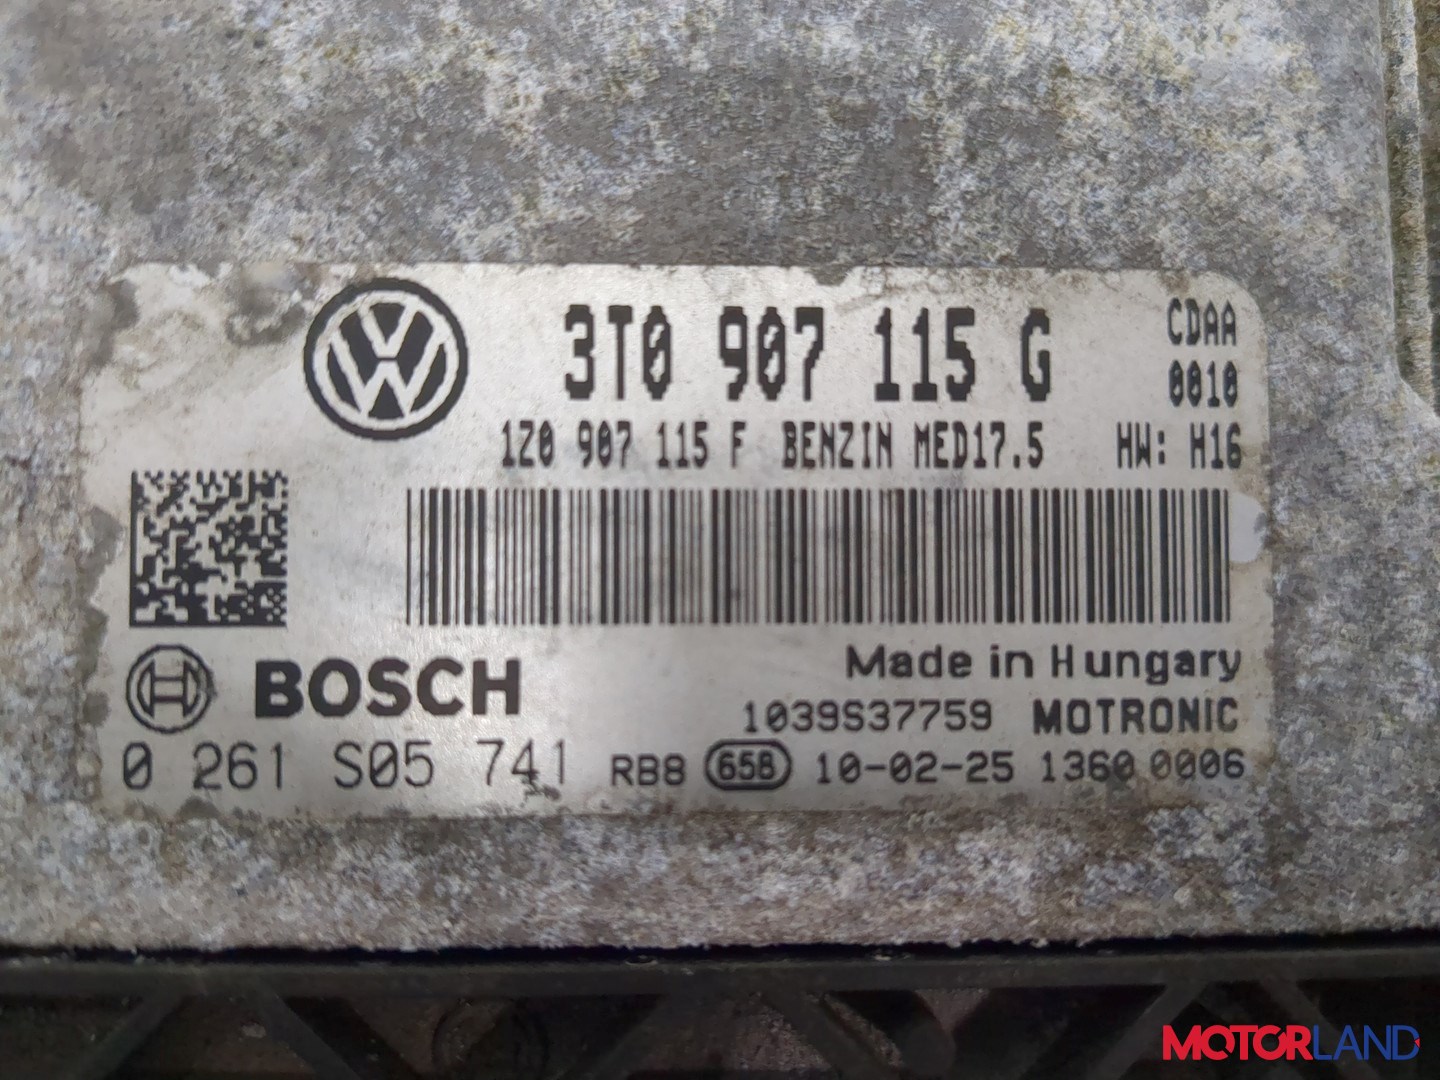 3T0 907 115 G
CDAA
0010
1Z0 907 115 F BENZIN MED17.5 HW: H16
Made in Hungary
BOSCH
1039S37759 MOTRONIC
0 261 S05 741 RB8 658 10-02-25 1360 0006
MOTORLAND